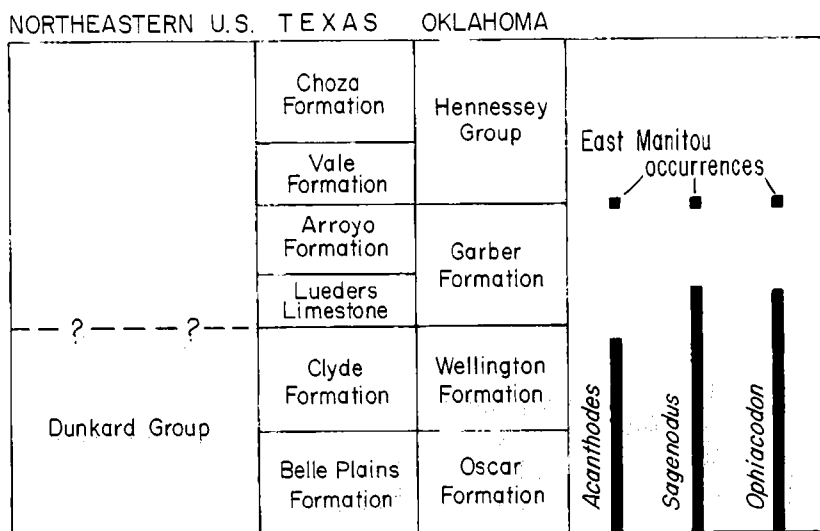 NORTHEASTERN U.S.
TEXAS
OKLAHOMA
Choza
Formation
Hennessey
Group
East Manitou
occurrences
Vale
Formation
Arroyo
Formation
Garber
Formation
Lueders
Limestone
? ?
Clyde
Formation
Wellington
Formation
Dunkard Group
Belle Plains
Formation
Oscar
Formation
Acanthodes
Sagenodus
Ophiacodon